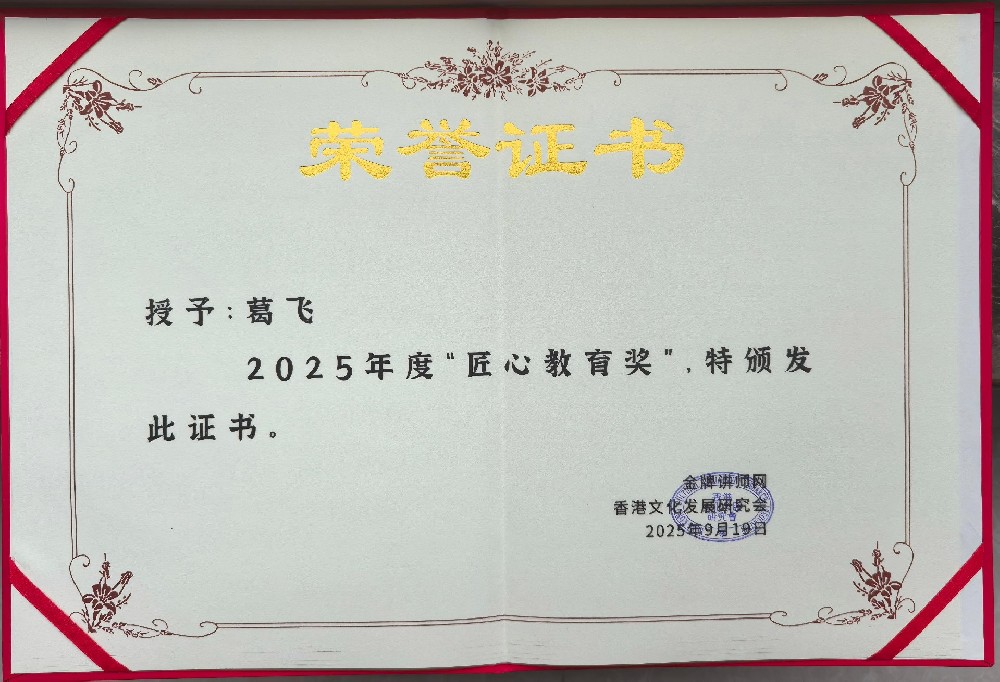 荣誉证书
授予：葛飞
2025年度“匠心教育奖”，特颁发
此证书。
金牌讲师网
香港文化发展研究会
2025年9月19日